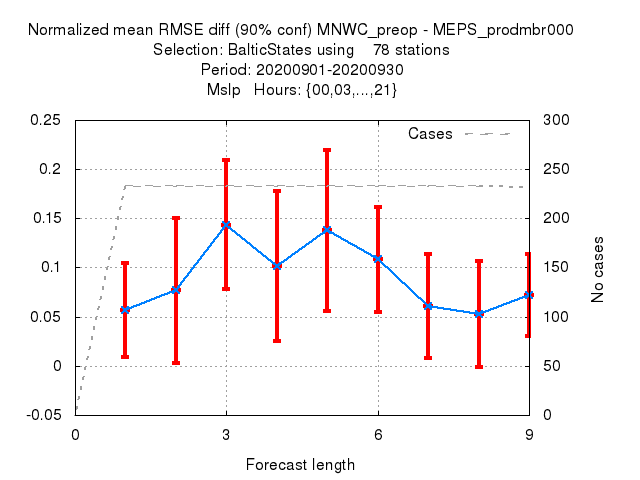 Normalized mean RMSE diff (90% conf) MNWC_preop - MEPS_prodmbr000
Selection: BalticStates using 78 stations
Period: 20200901-20200930
Mslp Hours: {00,03,...,21}
Cases
0.25
0.2
0.15
0.1
0.05
0
-0.05
300
250
200
150
100
50
0
No cases
0
3
6
9
Forecast length